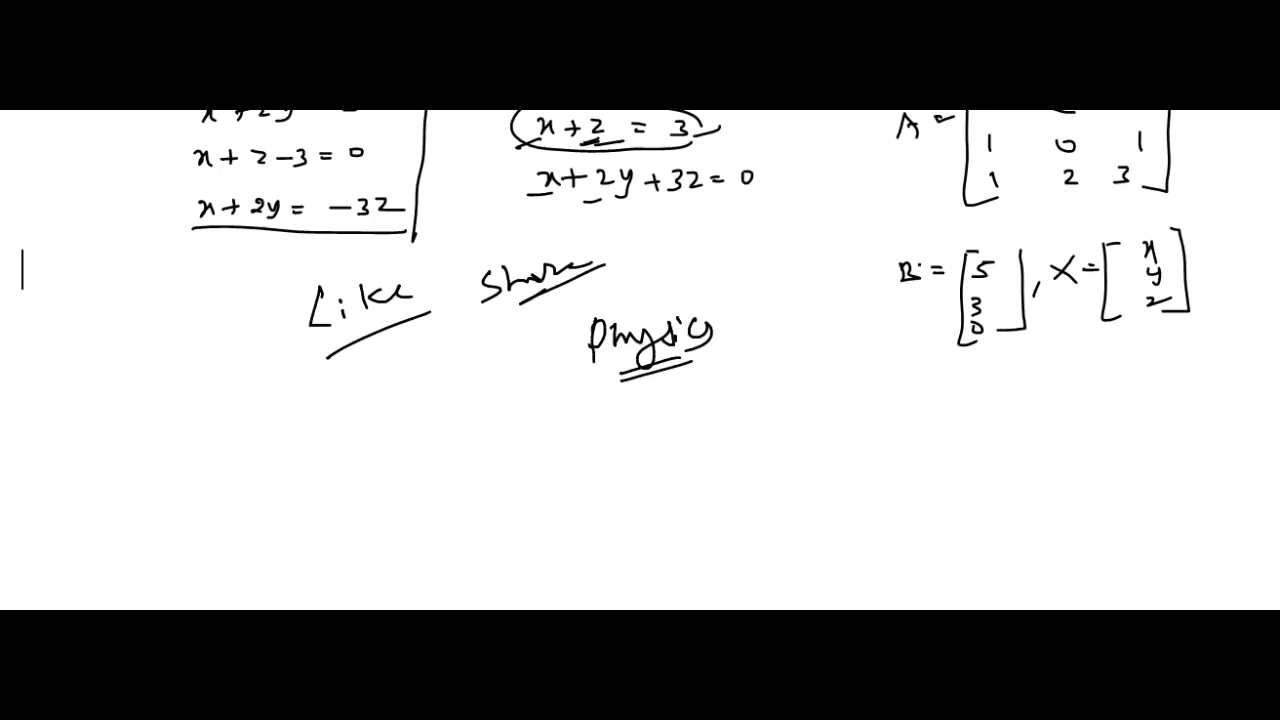 x + 2y =
x + z - 3 = 0
x + 2y = -3z
x + z = 3
x + 2y + 3z = 0
Like Share
Physics
A =
1 0 1
1 2 3
B = [5 3 0], X = [x y z]